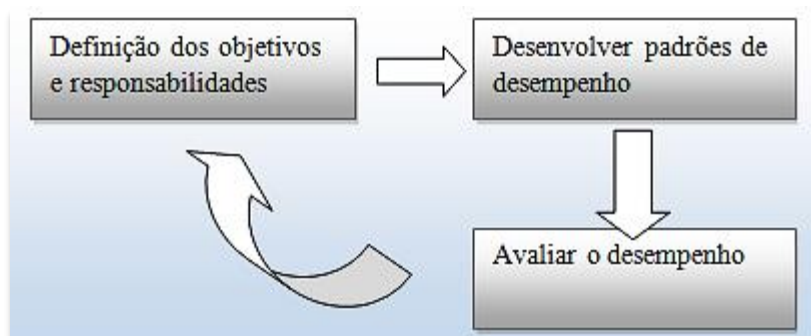 Definição dos objetivos
e responsabilidades
Desenvolver padrões de
desempenho
Avaliar o desempenho